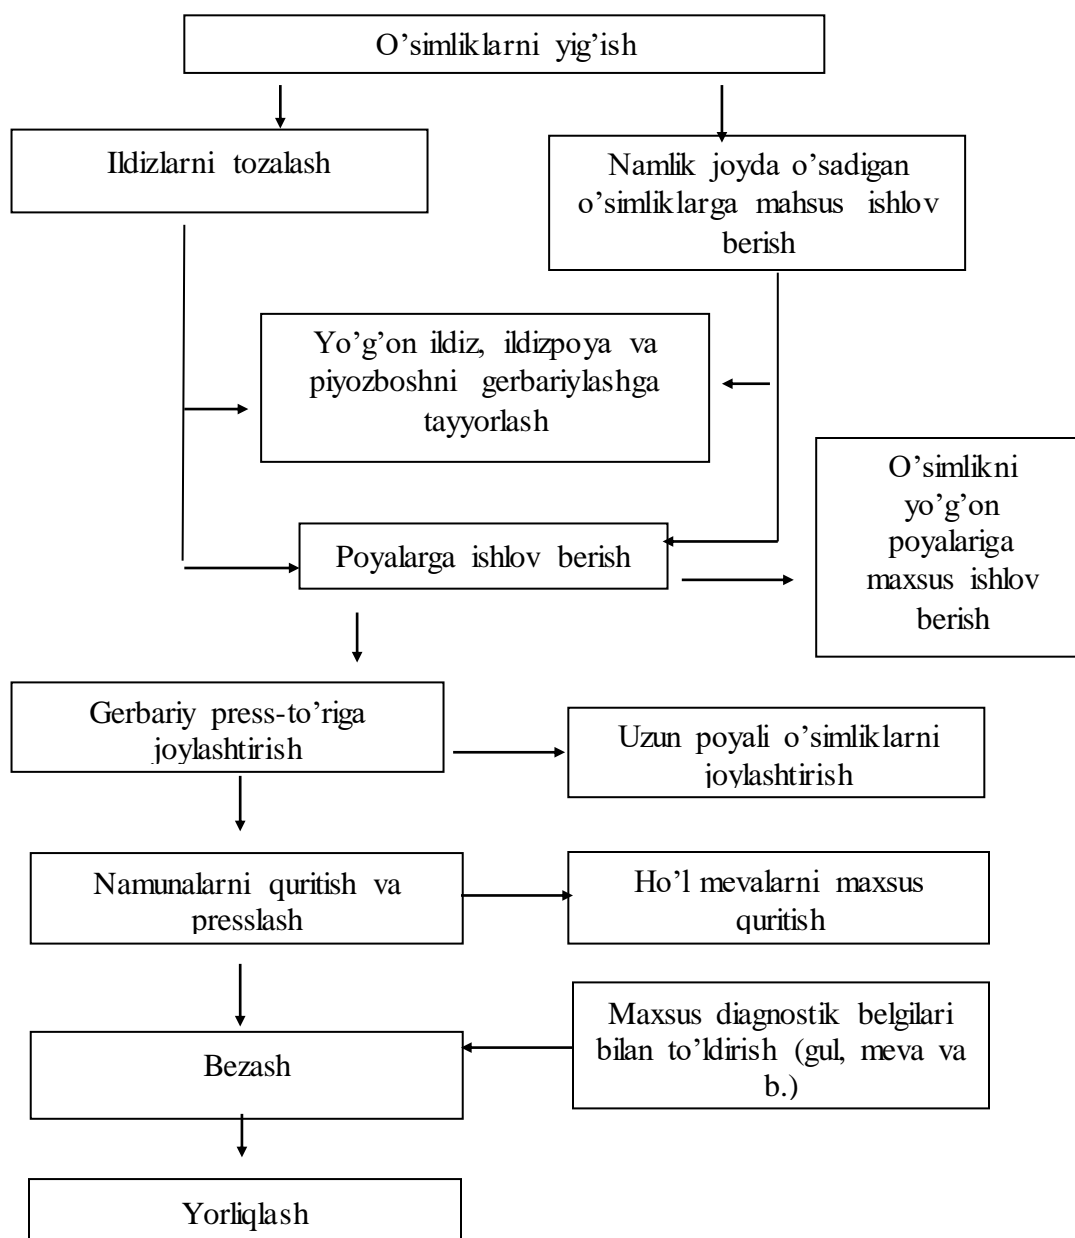 O’simliklarni yig’ish
Ildizlarni tozalash
Namlik joyda o’sadigan
o’simliklarga mahsus ishlov
berish
Yo’g’on ildiz, ildizpoya va
piyozboshni gerbariylashga
tayyorlash
O’simlikni
yo’g’on
poyalariga
maxsus ishlov
berish
Poyalarga ishlov berish
Gerbariy press-to’riga
joylashtirish
Uzun poyali o’simliklarni
joylashtirish
Namunalarni quritish va
presslash
Ho’l mevalarni maxsus
quritish
Maxsus diagnostik belgilari
bilan to’ldirish (gul, meva va
b.)
Bezash
Yorliqlash